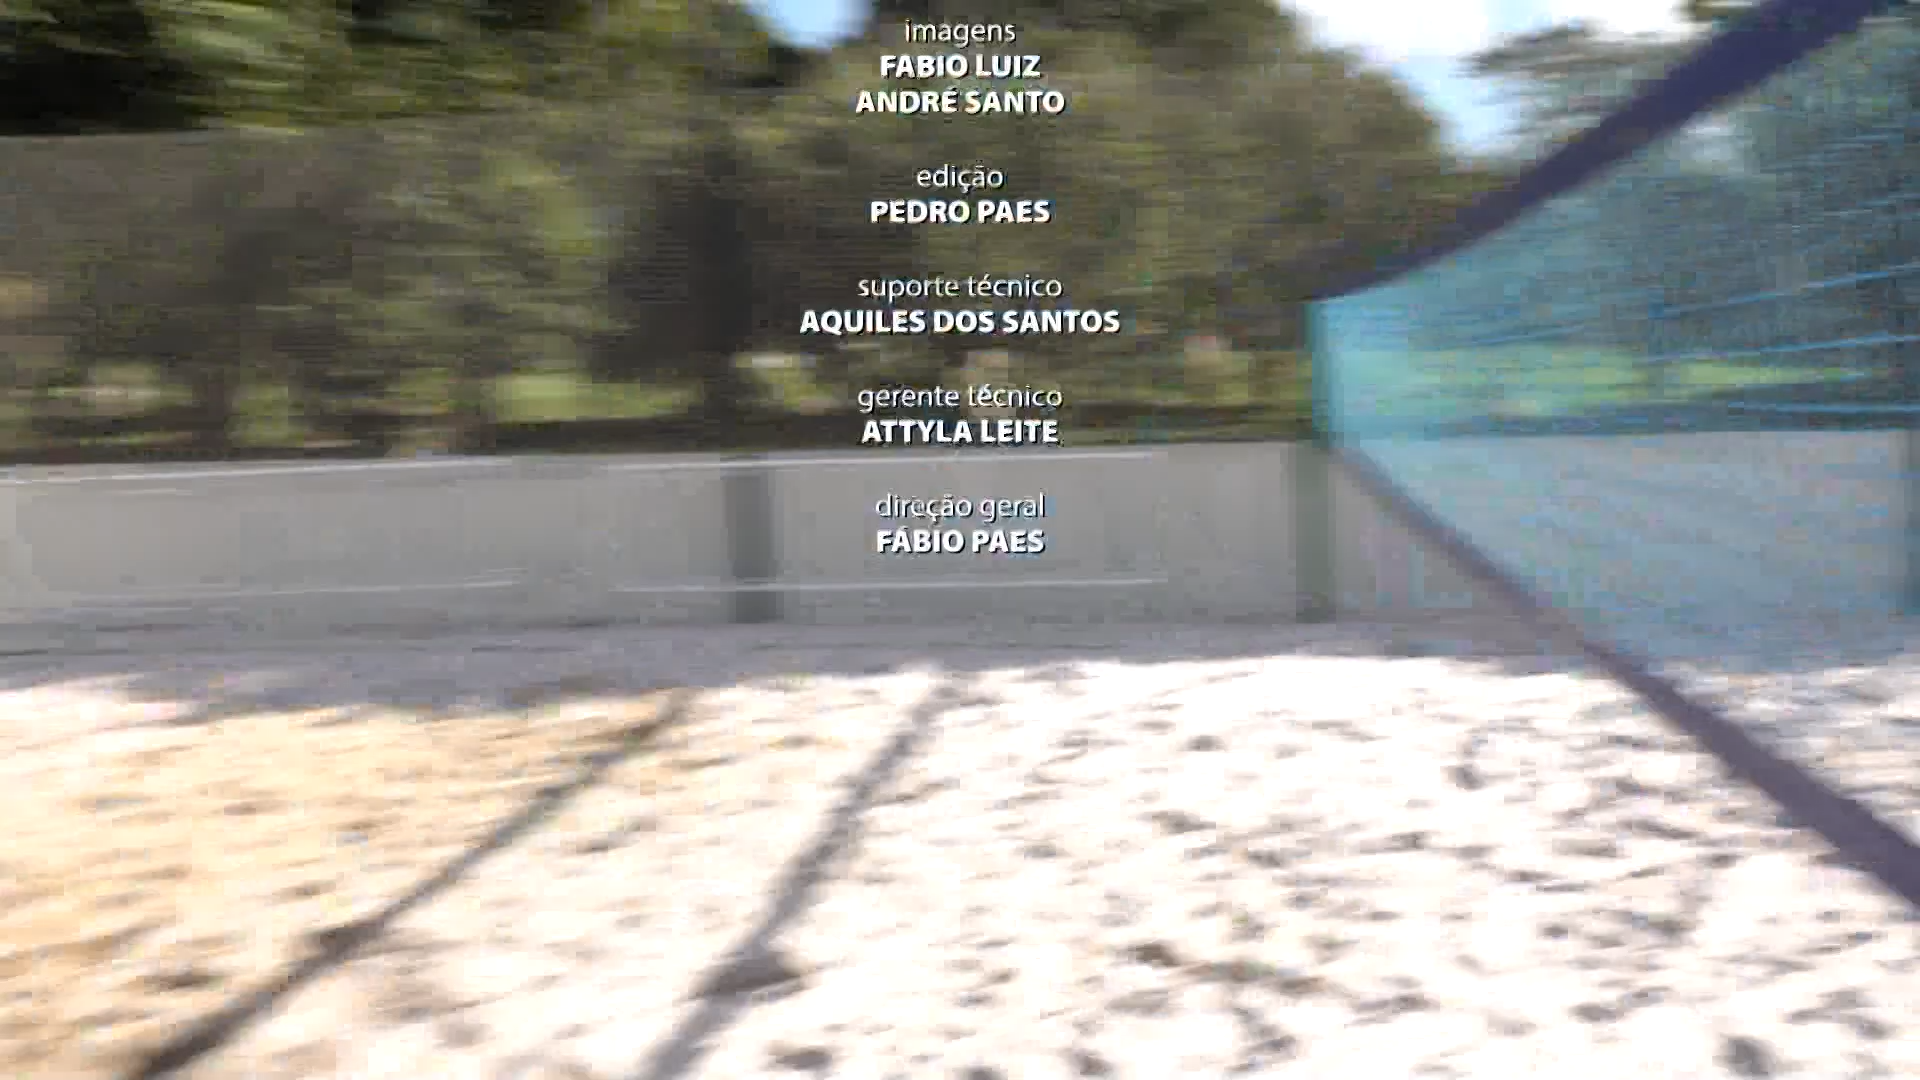 imagens
FABIO LUIZ
ANDRÉ SANTO
edição
PEDRO PAES
suporte técnico
AQUILES DOS SANTOS
gerente técnico
ATTYLA LEITE
direção geral
FÁBIO PAES